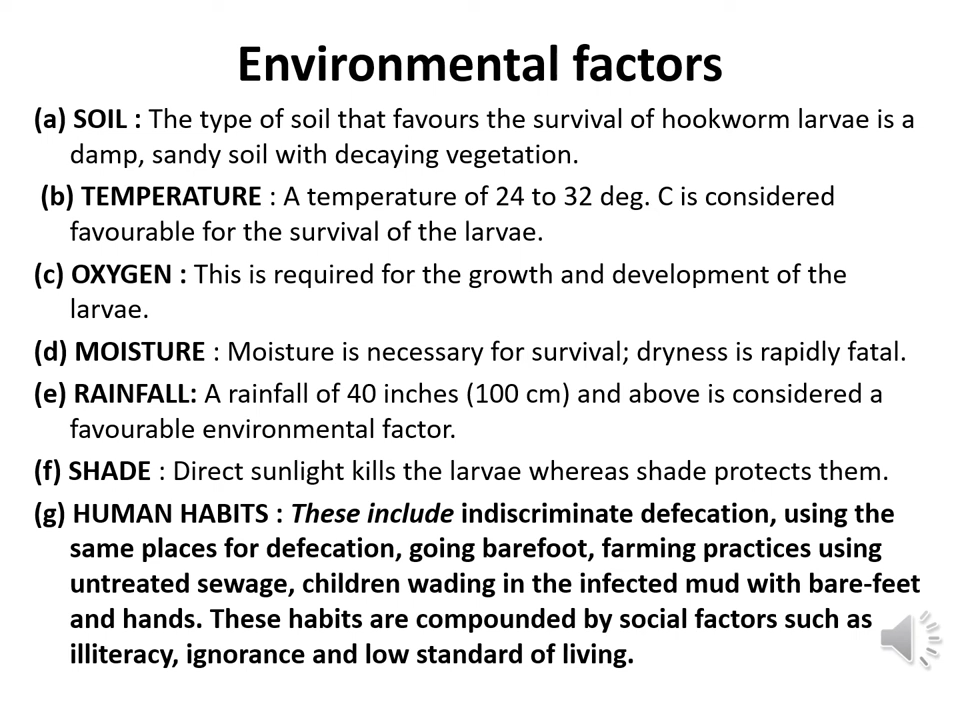 Environmental factors
(a) SOIL : The type of soil that favours the survival of hookworm larvae is a
damp, sandy soil with decaying vegetation.
(b) TEMPERATURE : A temperature of 24 to 32 deg. C is considered
favourable for the survival of the larvae.
(c) OXYGEN : This is required for the growth and development of the
larvae.
(d) MOISTURE : Moisture is necessary for survival; dryness is rapidly fatal.
(e) RAINFALL: A rainfall of 40 inches (100 cm) and above is considered a
favourable environmental factor.
(f) SHADE : Direct sunlight kills the larvae whereas shade protects them.
(g) HUMAN HABITS : These include indiscriminate defecation, using the
same places for defecation, going barefoot, farming practices using
untreated sewage, children wading in the infected mud with bare-feet
and hands. These habits are compounded by social factors such as
illiteracy, ignorance and low standard of living.